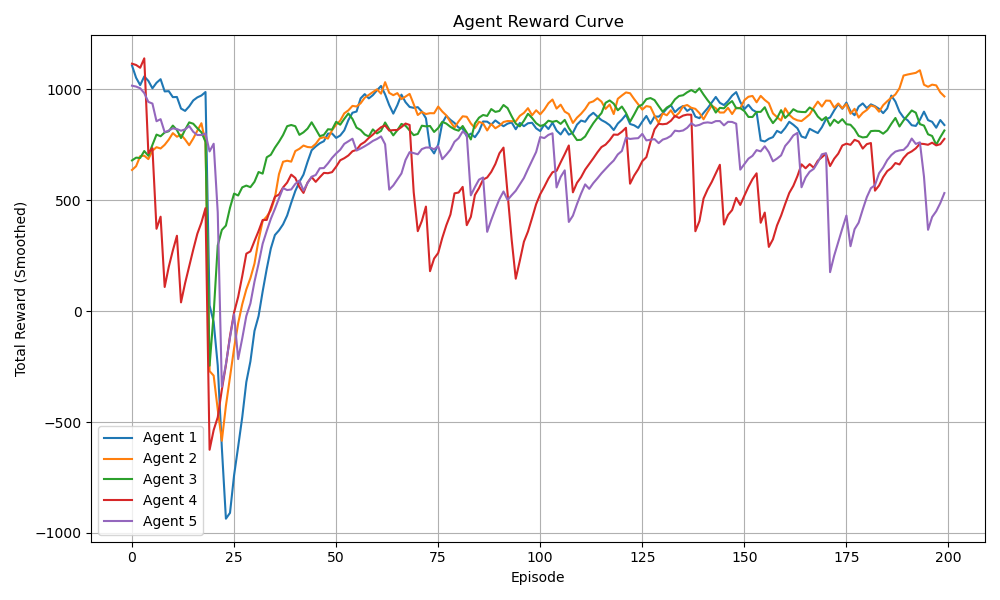 Agent Reward Curve
Total Reward (Smoothed)
1000
500
0
−500
−1000
Agent 1
Agent 2
Agent 3
Agent 4
Agent 5
0 25 50 75 100 125 150 175 200
Episode